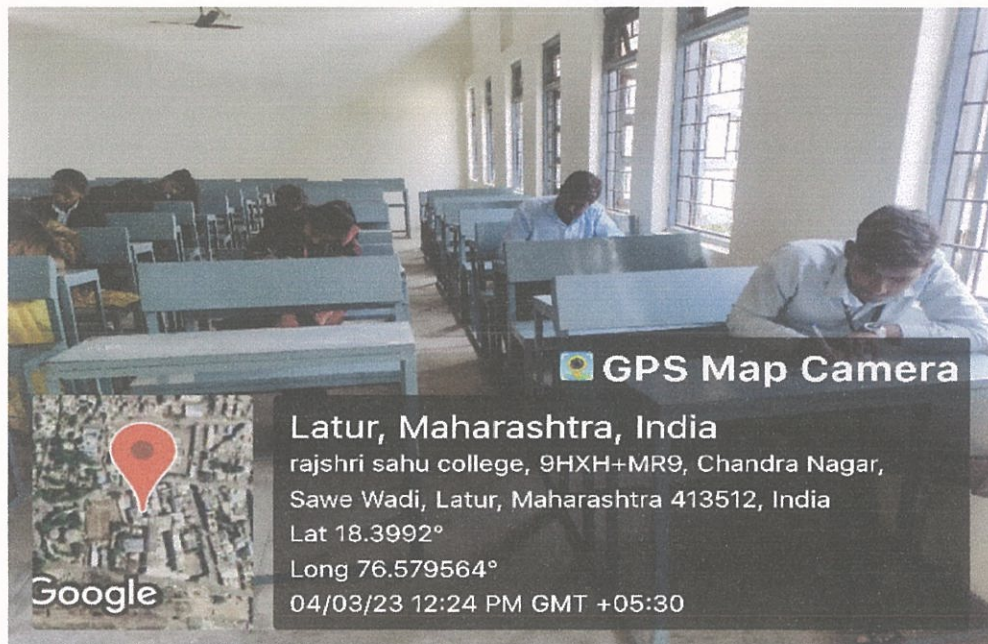 GPS Map Camera
Latur, Maharashtra, India
rajshri sahu college, 9HXH+MR9, Chandra Nagar,
Sawe Wadi, Latur, Maharashtra 413512, India
Lat 18.3992°
Long 76.579564°
04/03/23 12:24 PM GMT +05:30
Google